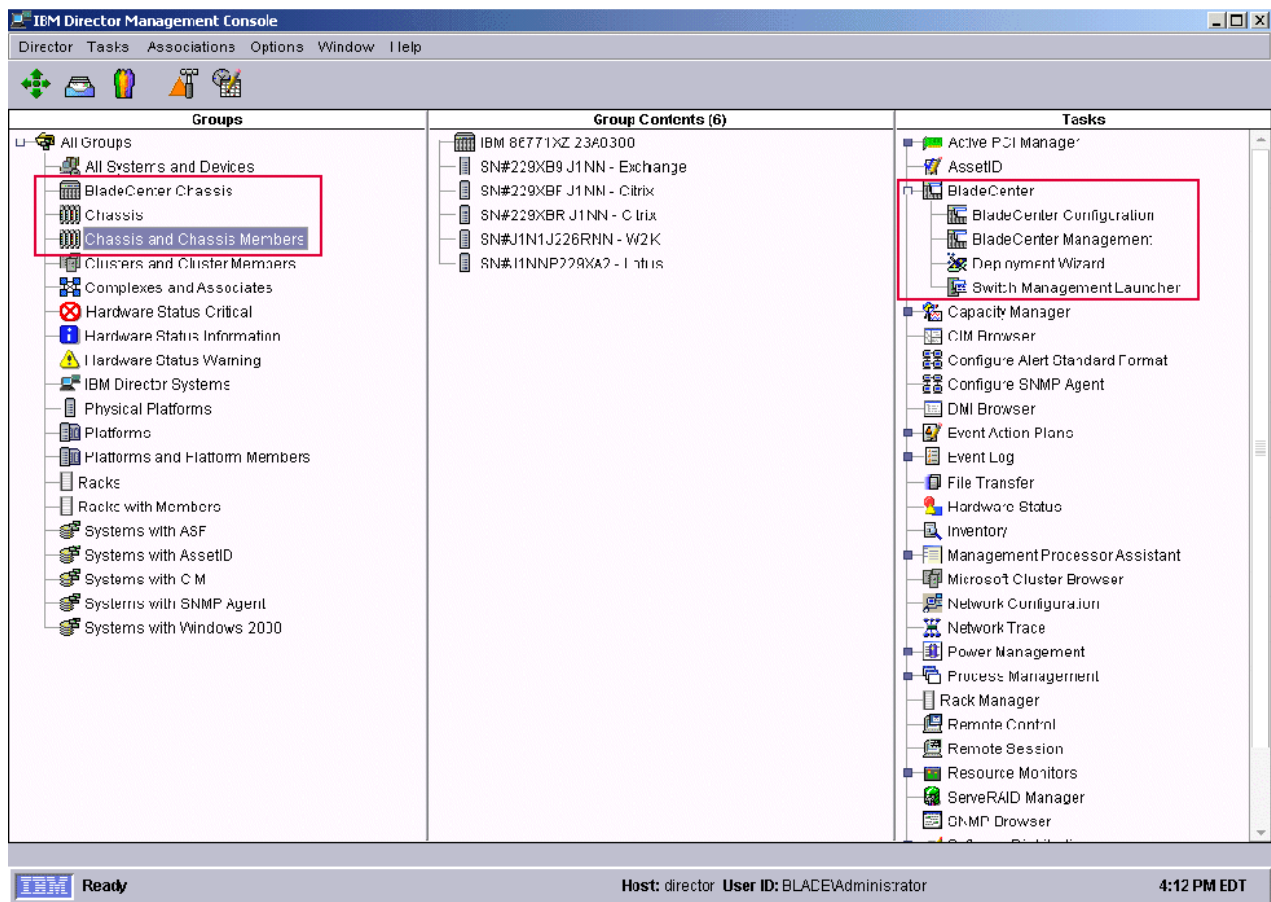 IBM Director Management Console
Director Tasks Associations Options Window Help
Groups
All Groups
All Systems and Devices
BladeCenter Chassis
Chassis
Chassis and Chassis Members
Clusters and Cluster Members
Complexes and Associates
Hardware Status Critical
Hardware Status Information
Hardware Status Warning
IBM Director Systems
Physical Platforms
Platforms
Platforms and Platform Members
Racks
Racks with Members
Systems with ASF
Systems with AssetID
Systems with CIM
Systems with SNMP Agent
Systems with Windows 2000
Group Contents (6)
IBM 86771XZ 23A0300
SN#229XB9 J1NN - Exchange
SN#229XBF J1NN - Citrix
SN#229XBR J1NN - Citrix
SN#J1N1J226RNN - W2K
SN#J1NNP229XA2 - Lotus
Tasks
Active PCI Manager
AssetID
BladeCenter
BladeCenter Configuration
BladeCenter Management
Deployment Wizard
Switch Management Launcher
Capacity Manager
CIM Browser
Configure Alert Standard Format
Configure SNMP Agent
DMI Browser
Event Action Plans
Event Log
File Transfer
Hardware Status
Inventory
Management Processor Assistant
Microsoft Cluster Browser
Network Configuration
Network Trace
Power Management
Process Management
Rack Manager
Remote Control
Remote Session
Resource Monitors
ServeRAID Manager
SNMP Browser
IBM Ready
Host: director User ID: BLADE\Administrator
4:12 PM EDT